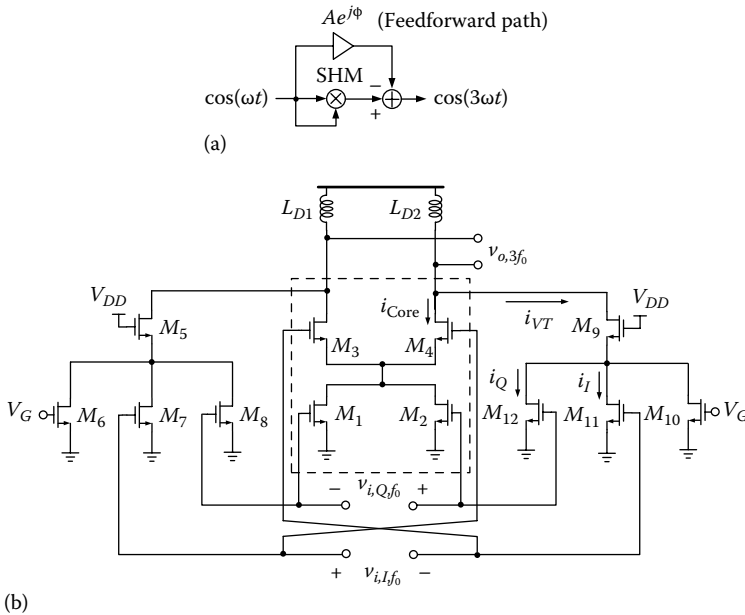 Ae^{jϕ} (Feedforward path)
SHM
cos(ωt)
−
+
cos(3ωt)
(a)
L_{D1} L_{D2}
v_{o,3f_0}
V_{DD} i_{Core} i_{VT} V_{DD}
M_5 M_3 M_4 M_9
i_Q i_I
V_G M_6 M_7 M_8 M_1 M_2 M_{12} M_{11} M_{10} V_G
− v_{i,Q,f_0} +
+ v_{i,I,f_0} −
(b)